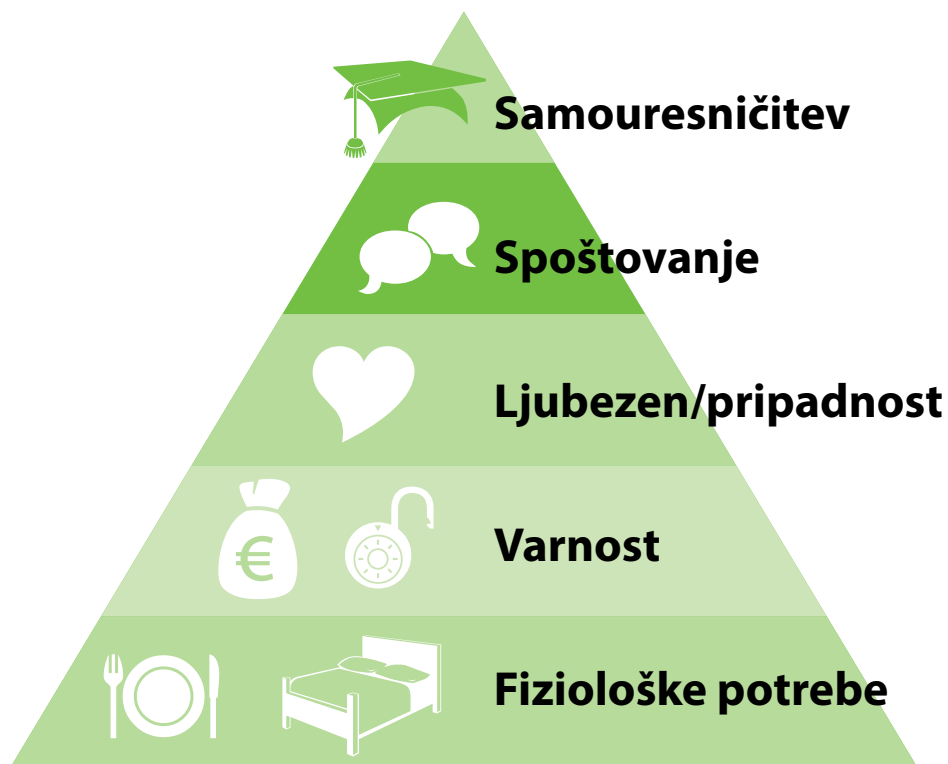 Samouresničitev
Spoštovanje
Ljubezen/pripadnost
€
Varnost
Fiziološke potrebe